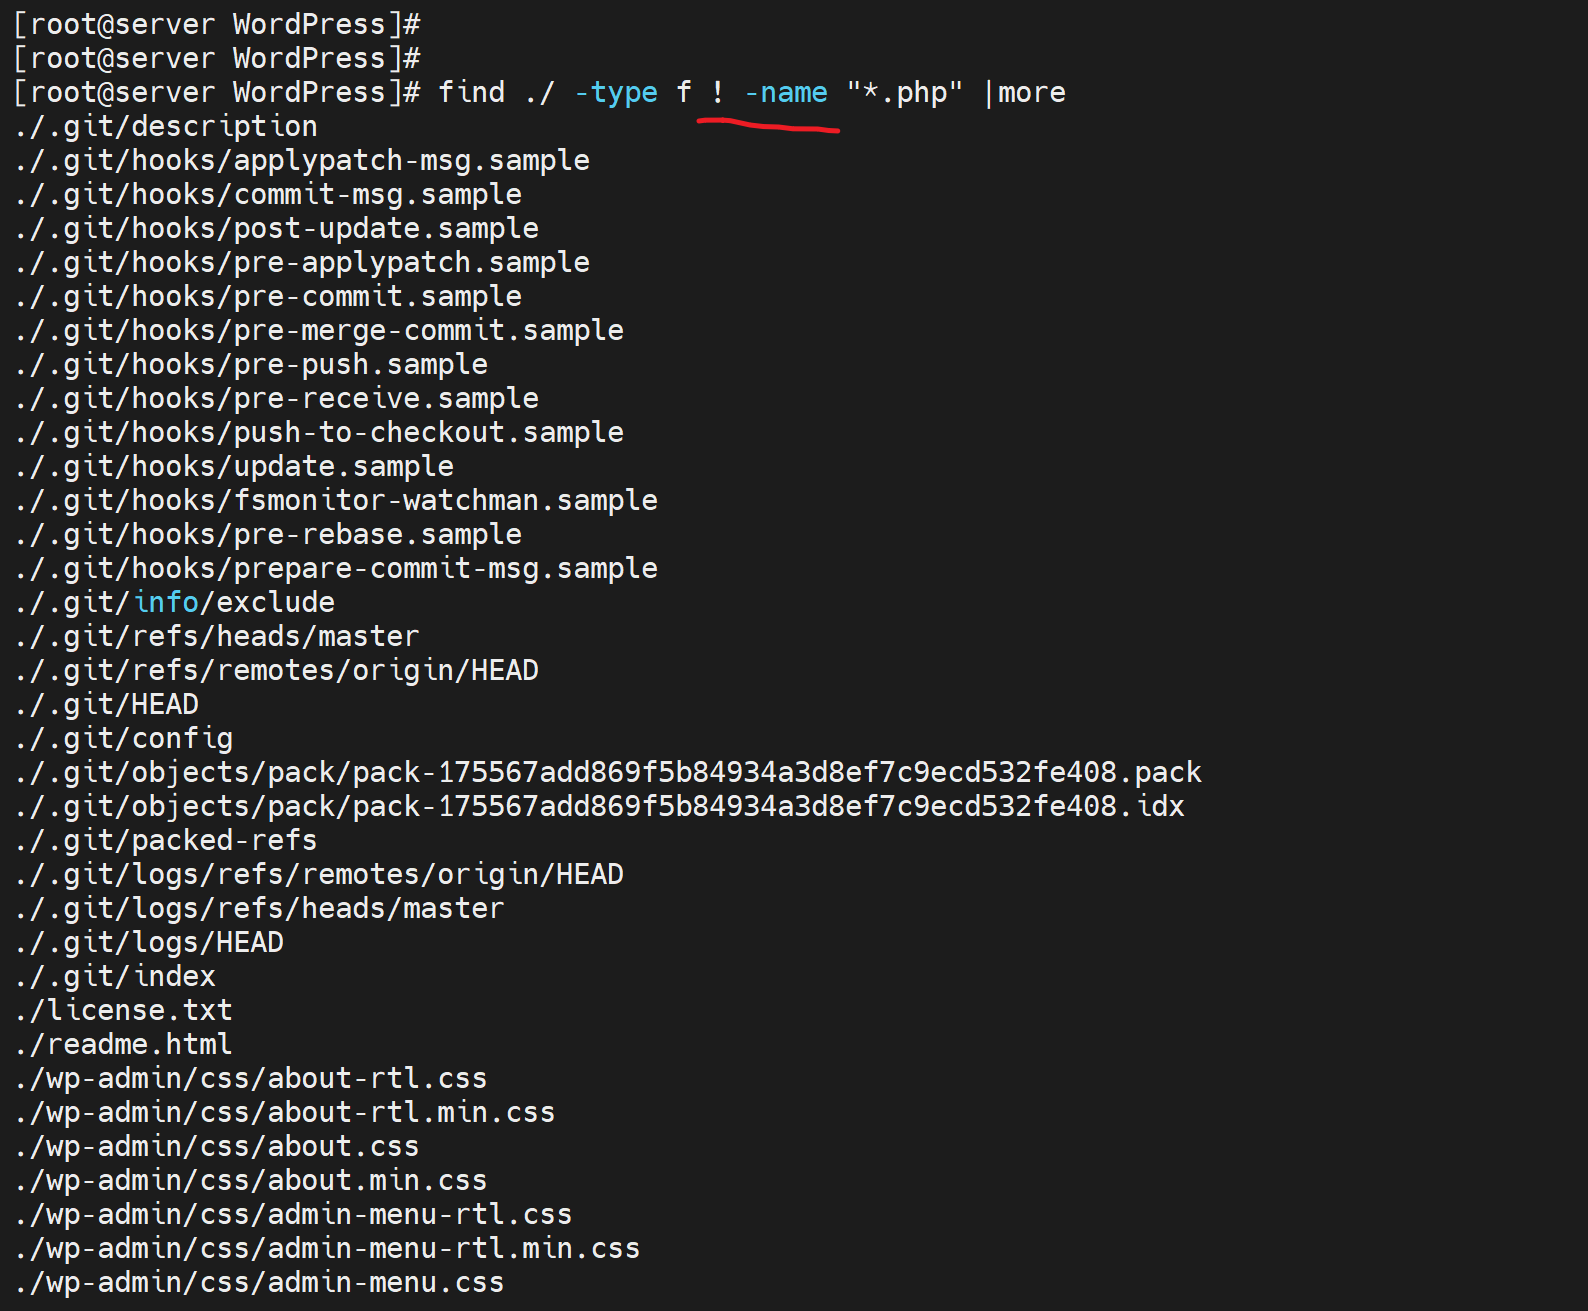 [root@server WordPress]#
[root@server WordPress]#
[root@server WordPress]# find ./ -type f ! -name "*.php" |more
./.git/description
./.git/hooks/applypatch-msg.sample
./.git/hooks/commit-msg.sample
./.git/hooks/post-update.sample
./.git/hooks/pre-applypatch.sample
./.git/hooks/pre-commit.sample
./.git/hooks/pre-merge-commit.sample
./.git/hooks/pre-push.sample
./.git/hooks/pre-receive.sample
./.git/hooks/push-to-checkout.sample
./.git/hooks/update.sample
./.git/hooks/fsmonitor-watchman.sample
./.git/hooks/pre-rebase.sample
./.git/hooks/prepare-commit-msg.sample
./.git/info/exclude
./.git/refs/heads/master
./.git/refs/remotes/origin/HEAD
./.git/HEAD
./.git/config
./.git/objects/pack/pack-175567add869f5b84934a3d8ef7c9ecd532fe408.pack
./.git/objects/pack/pack-175567add869f5b84934a3d8ef7c9ecd532fe408.idx
./.git/packed-refs
./.git/logs/refs/remotes/origin/HEAD
./.git/logs/refs/heads/master
./.git/logs/HEAD
./.git/index
./license.txt
./readme.html
./wp-admin/css/about-rtl.css
./wp-admin/css/about-rtl.min.css
./wp-admin/css/about.css
./wp-admin/css/about.min.css
./wp-admin/css/admin-menu-rtl.css
./wp-admin/css/admin-menu-rtl.min.css
./wp-admin/css/admin-menu.css